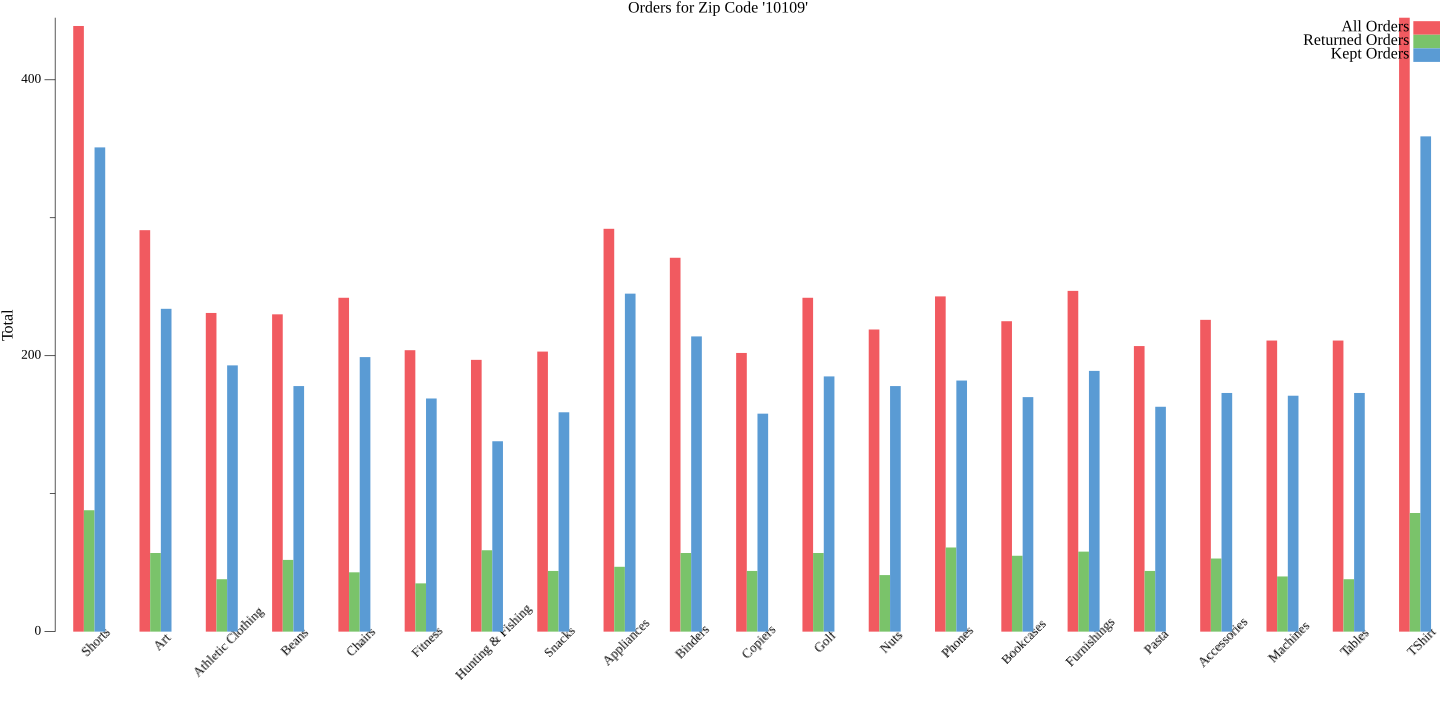 Orders for Zip Code '10109'
All Orders
Returned Orders
Kept Orders
Total
400
200
0
Shorts
Art
Athletic Clothing
Beans
Chairs
Fitness
Hunting & Fishing
Snacks
Appliances
Binders
Copiers
Golf
Nuts
Phones
Bookcases
Furnishings
Pasta
Accessories
Machines
Tables
TShirt